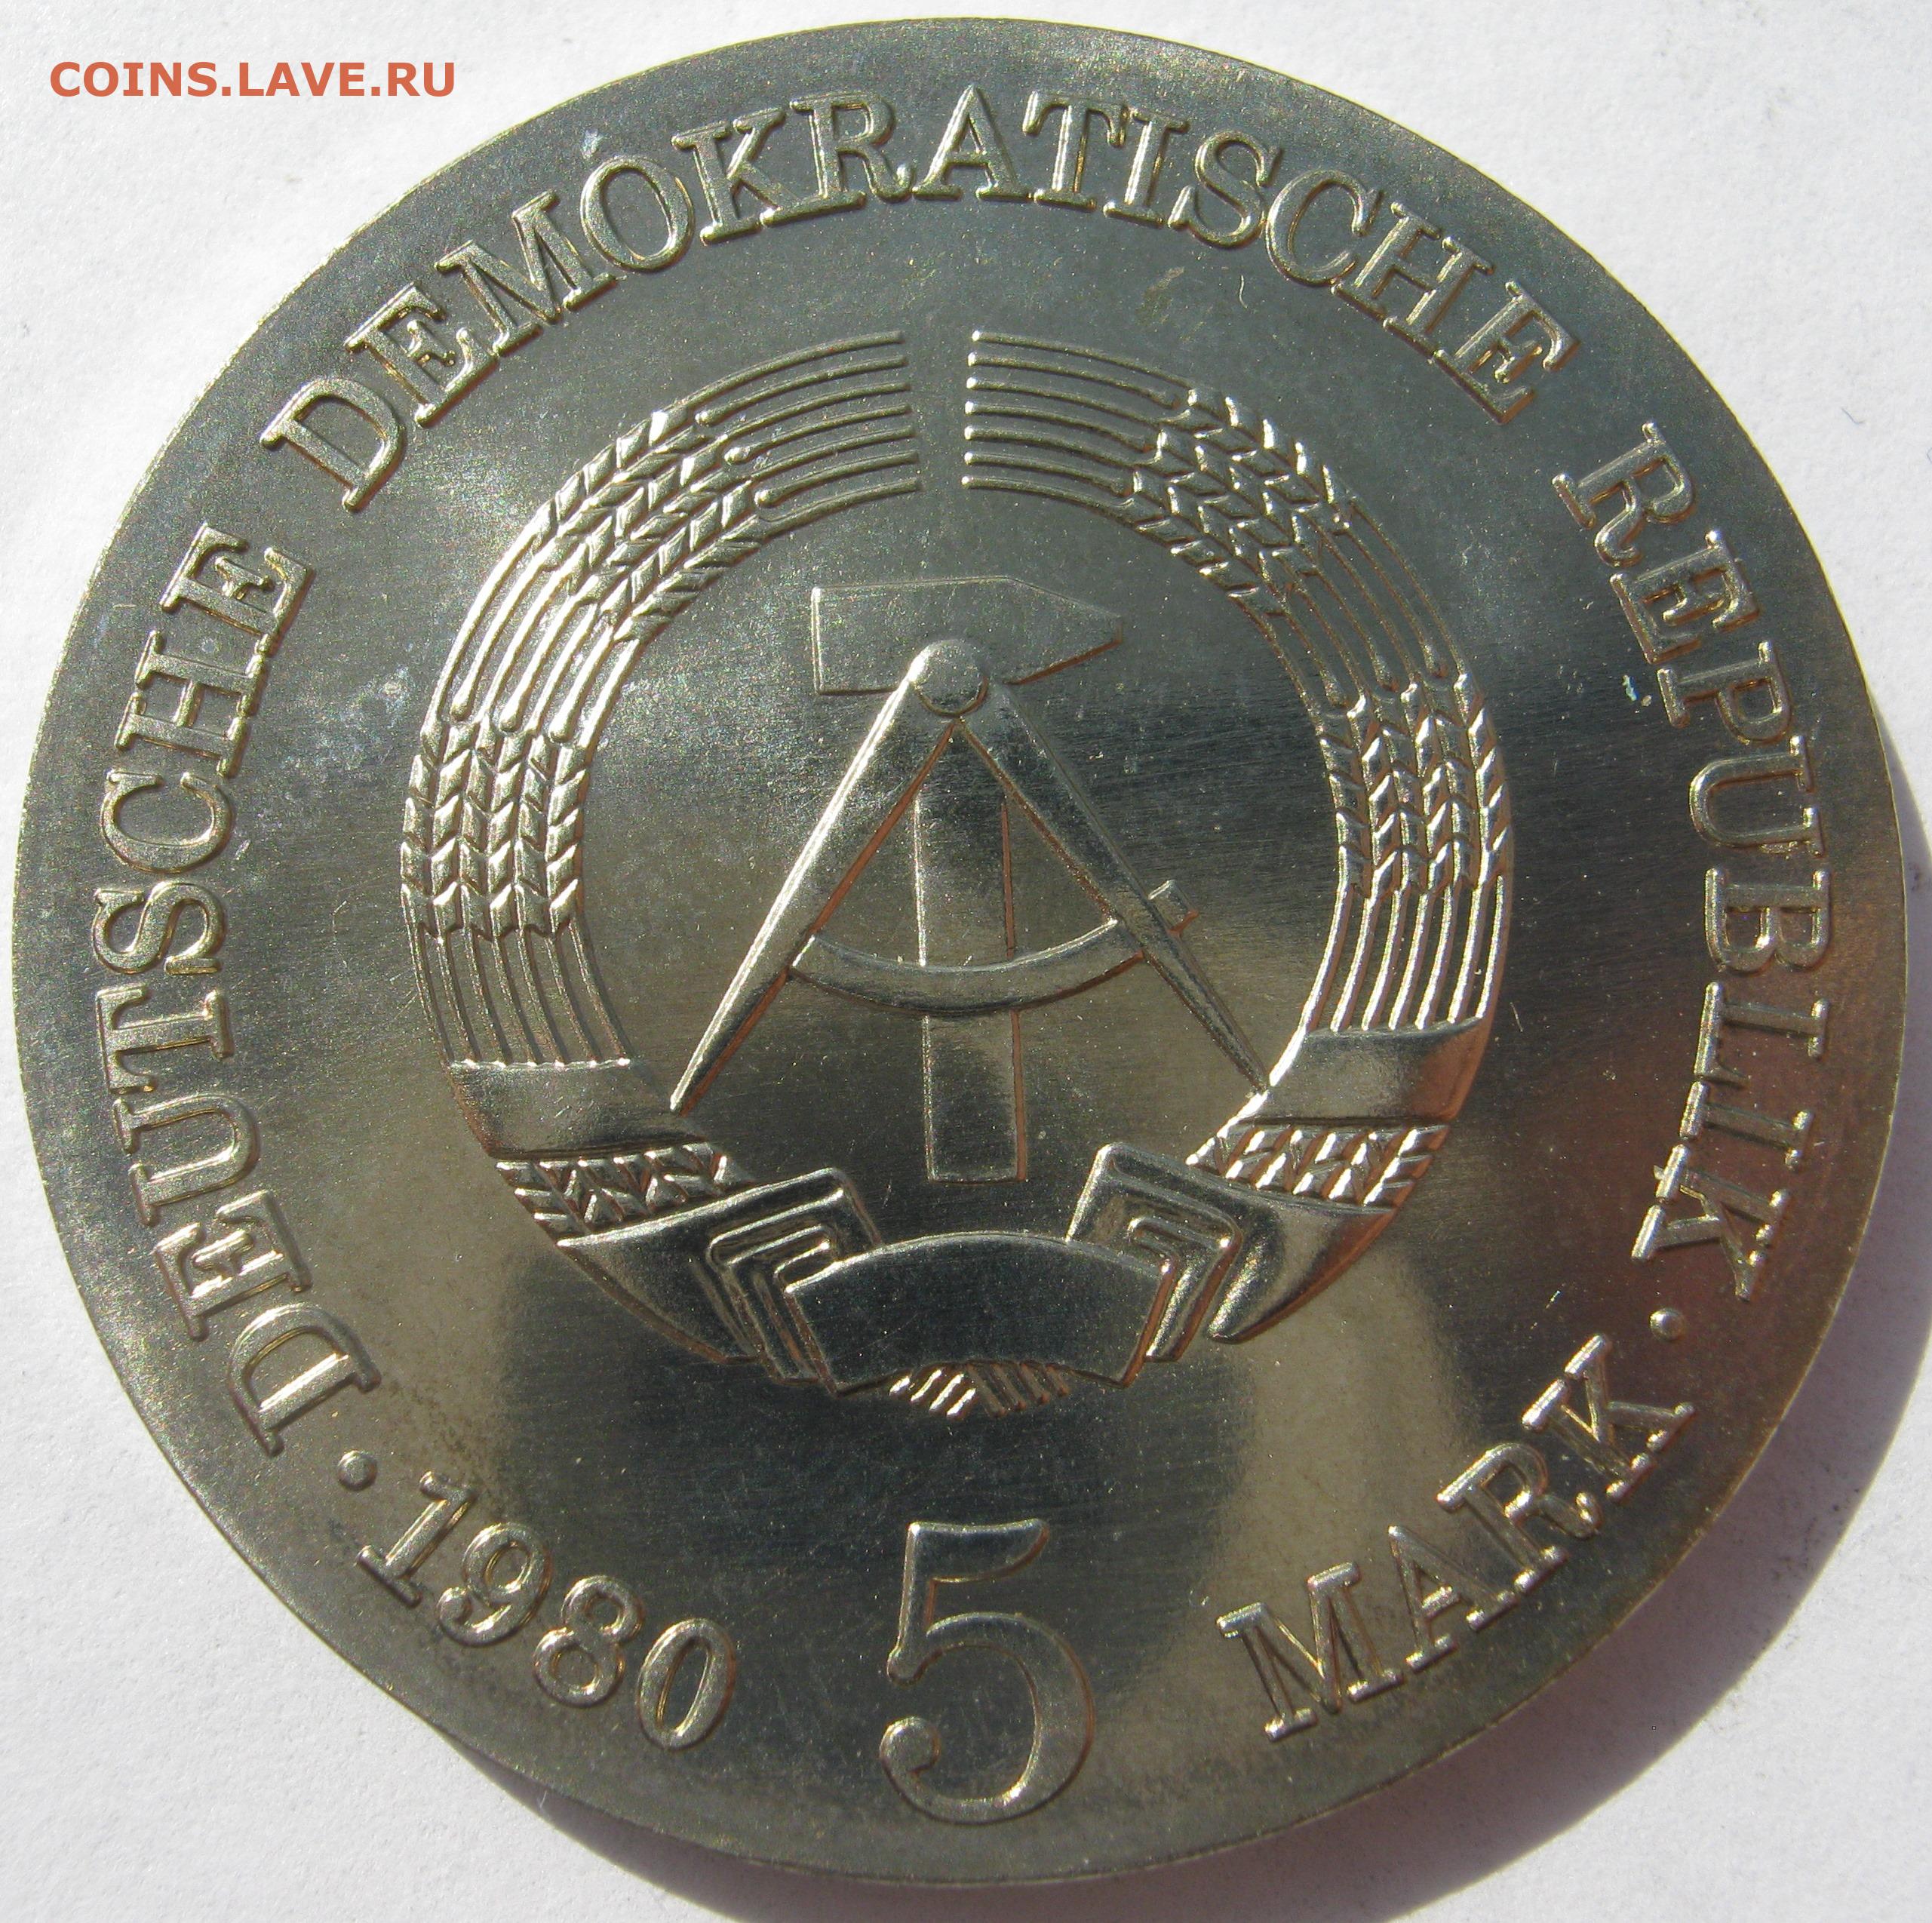 COINS.LAVE.RU
DEUTSCHE DEMOKRATISCHE REPUBLIK
· 1980
5
MARK ·